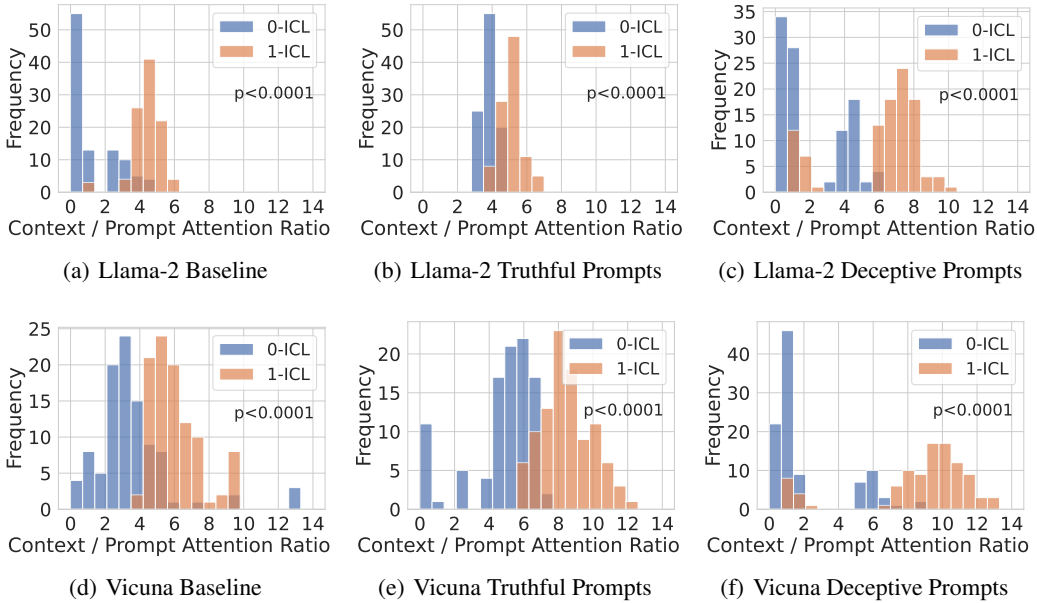 50
40
30
20
10
0
Frequency
0-ICL
1-ICL
p<0.0001
0 2 4 6 8 10 12 14
Context / Prompt Attention Ratio
(a) Llama-2 Baseline
50
40
30
20
10
0
Frequency
0-ICL
1-ICL
p<0.0001
0 2 4 6 8 10 12 14
Context / Prompt Attention Ratio
(b) Llama-2 Truthful Prompts
35
30
25
20
15
10
5
0
Frequency
0-ICL
1-ICL
p<0.0001
0 2 4 6 8 10 12 14
Context / Prompt Attention Ratio
(c) Llama-2 Deceptive Prompts
25
20
15
10
5
0
Frequency
0-ICL
1-ICL
p<0.0001
0 2 4 6 8 10 12 14
Context / Prompt Attention Ratio
(d) Vicuna Baseline
20
15
10
5
0
Frequency
0-ICL
1-ICL
p<0.0001
0 2 4 6 8 10 12 14
Context / Prompt Attention Ratio
(e) Vicuna Truthful Prompts
40
30
20
10
0
Frequency
0-ICL
1-ICL
p<0.0001
0 2 4 6 8 10 12 14
Context / Prompt Attention Ratio
(f) Vicuna Deceptive Prompts